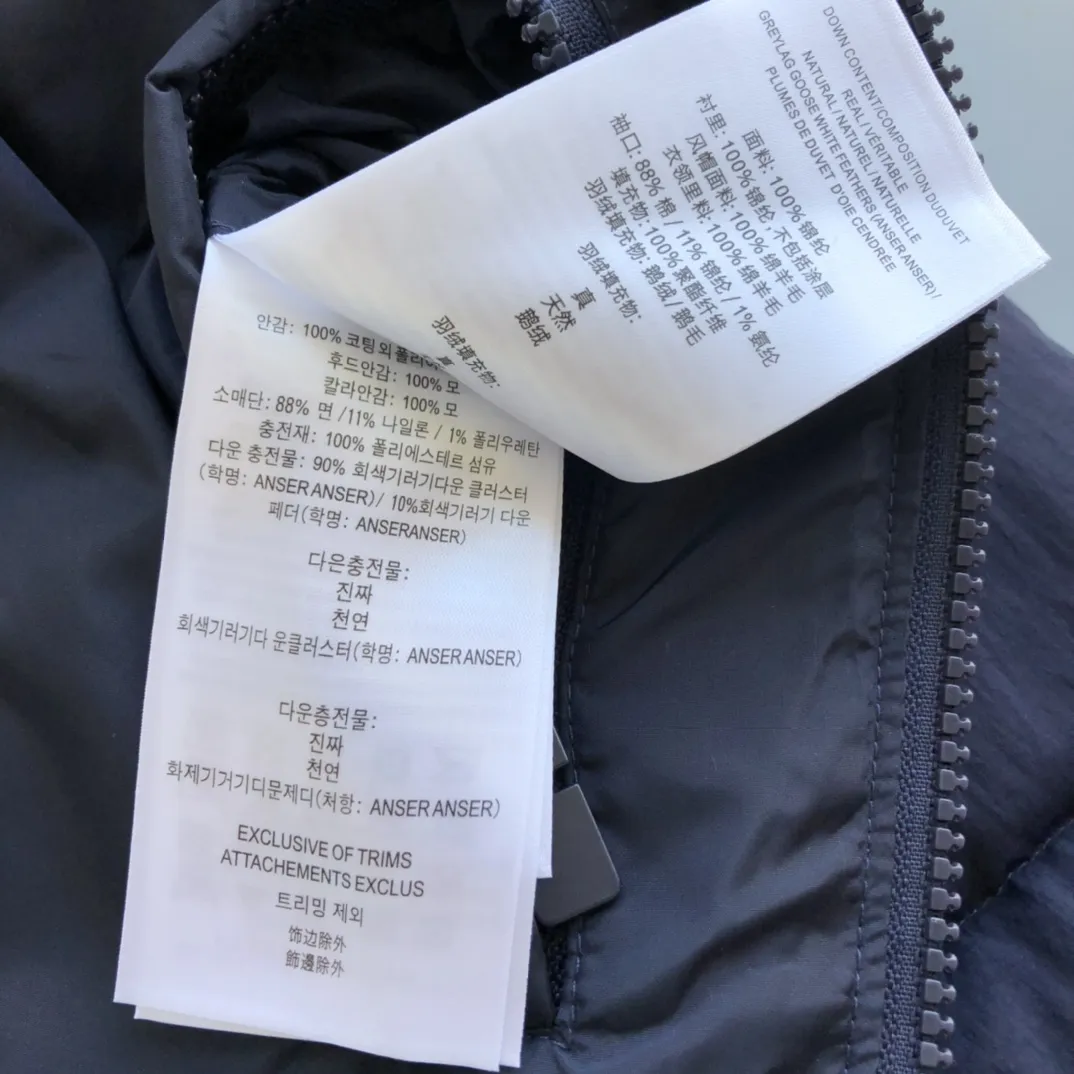 DOWN CONTENT/COMPOSITION DUDUVET
REAL / VÉRITABLE
NATURAL / NATUREL / NATURELLE
GREYLAG GOOSE WHITE FEATHERS (ANSER ANSER) /
PLUMES DE DUVET D'OIE CENDRÉE
面料: 100% 锦纶
衬里: 100% 锦纶,不包括涂层
风帽面料: 100% 绵羊毛
衣领里料: 100% 绵羊毛
袖口: 88% 格 / 11% 锦纶 / 1% 氨纶
填充物: 100% 聚酯纤维
羽绒填充物: 鹅绒 / 鹅毛
羽绒填充物:
真
天然
鹅绒
羽绒填充物:
안감: 100% 코팅 외 폴리
후드안감: 100% 모
칼라안감: 100% 모
소매단: 88% 면 /11% 나일론 / 1% 폴리우레탄
충전재: 100% 폴리에스테르 섬유
다운 충전물: 90% 회색기러기다운 클러스터
(학명: ANSER ANSER)/ 10%회색기러기 다운
페더(학명: ANSERANSER)
다은충전물:
진짜
천연
회색기러기다 운클러스터(학명: ANSER ANSER)
다운층전물:
진짜
천연
화제기거기디문제디(처항: ANSER ANSER)
EXCLUSIVE OF TRIMS
ATTACHEMENTS EXCLUS
트리밍 제외
饰边除外
飾邊除外